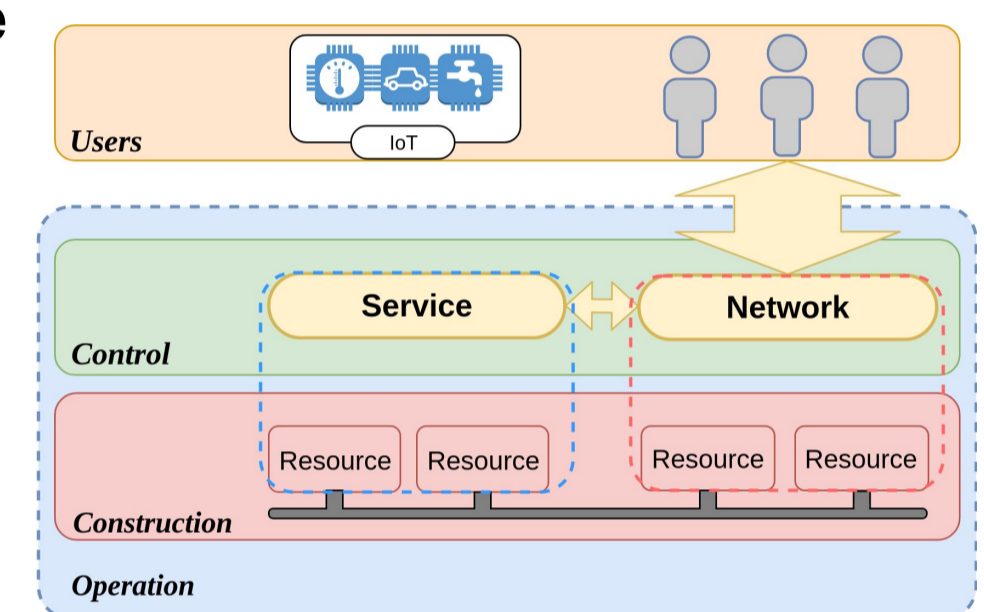 e
IoT
Users
Service
Network
Control
Resource
Resource
Resource
Resource
Construction
Operation